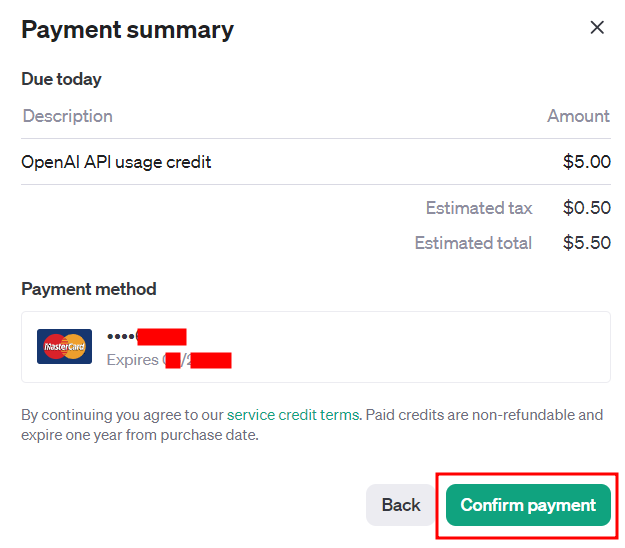 Payment summary
Due today
Description Amount
OpenAI API usage credit $5.00
Estimated tax $0.50
Estimated total $5.50
Payment method
MasterCard
••••
Expires /2
By continuing you agree to our service credit terms. Paid credits are non-refundable and
expire one year from purchase date.
Back Confirm payment